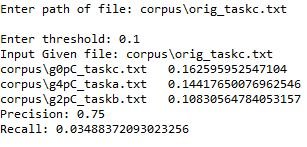 Enter path of file: corpus\orig_taskc.txt
Enter threshold: 0.1
Input Given file: corpus\orig_taskc.txt
corpus\g0pC_taskc.txt 0.162595952547104
corpus\g4pC_taska.txt 0.14417650076962546
corpus\g2pC_taskb.txt 0.10830564784053157
Precision: 0.75
Recall: 0.03488372093023256